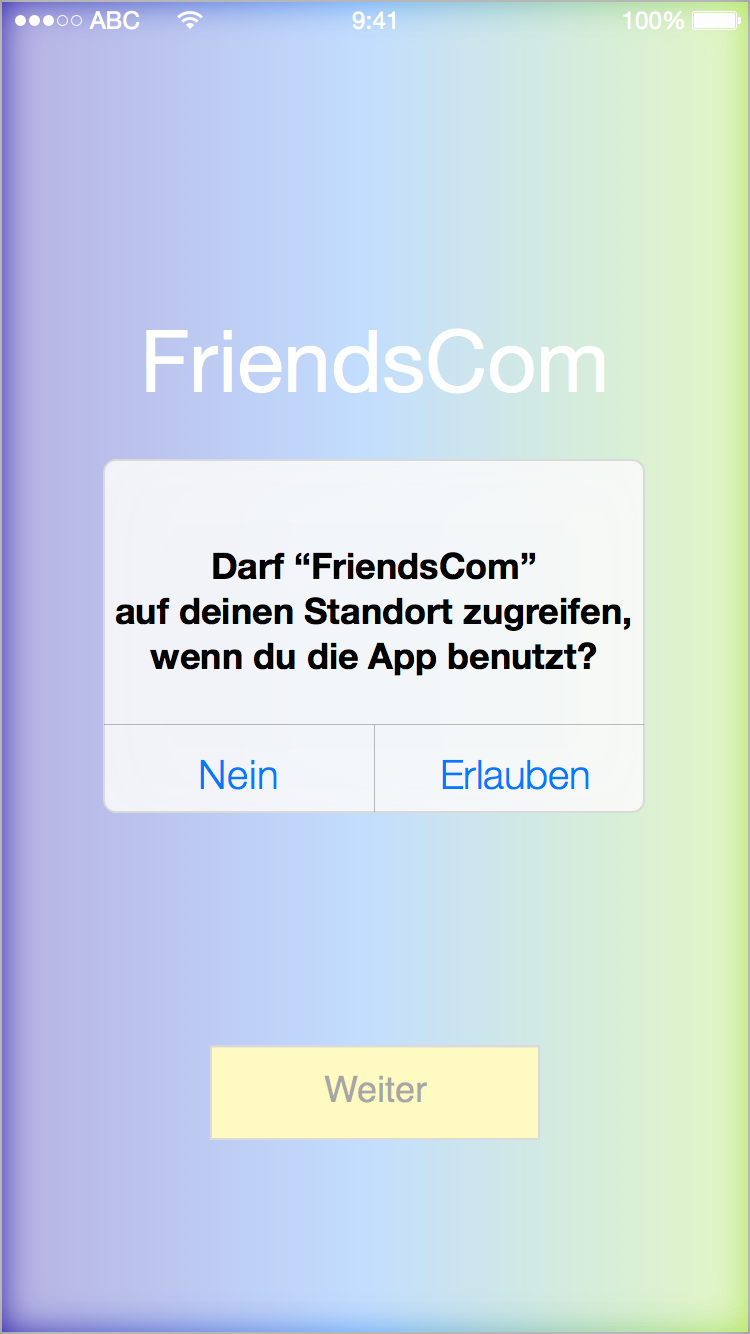 ABC 9:41 100%
FriendsCom
Darf “FriendsCom”
auf deinen Standort zugreifen,
wenn du die App benutzt?
Nein Erlauben
Weiter